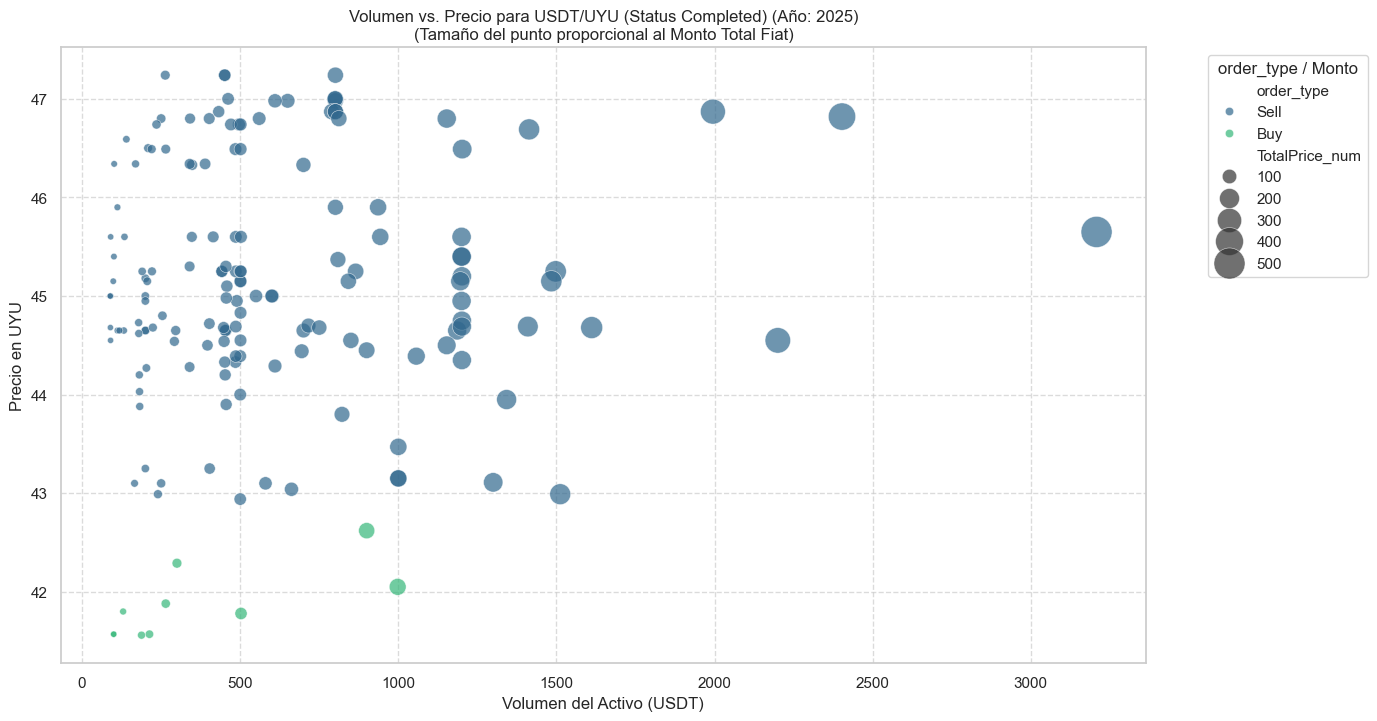 Volumen vs. Precio para USDT/UYU (Status Completed) (Año: 2025)
(Tamaño del punto proporcional al Monto Total Fiat)
order_type / Monto
order_type
Sell
Buy
TotalPrice_num
100
200
300
400
500
Precio en UYU
47
46
45
44
43
42
0
500
1000
1500
2000
2500
3000
Volumen del Activo (USDT)